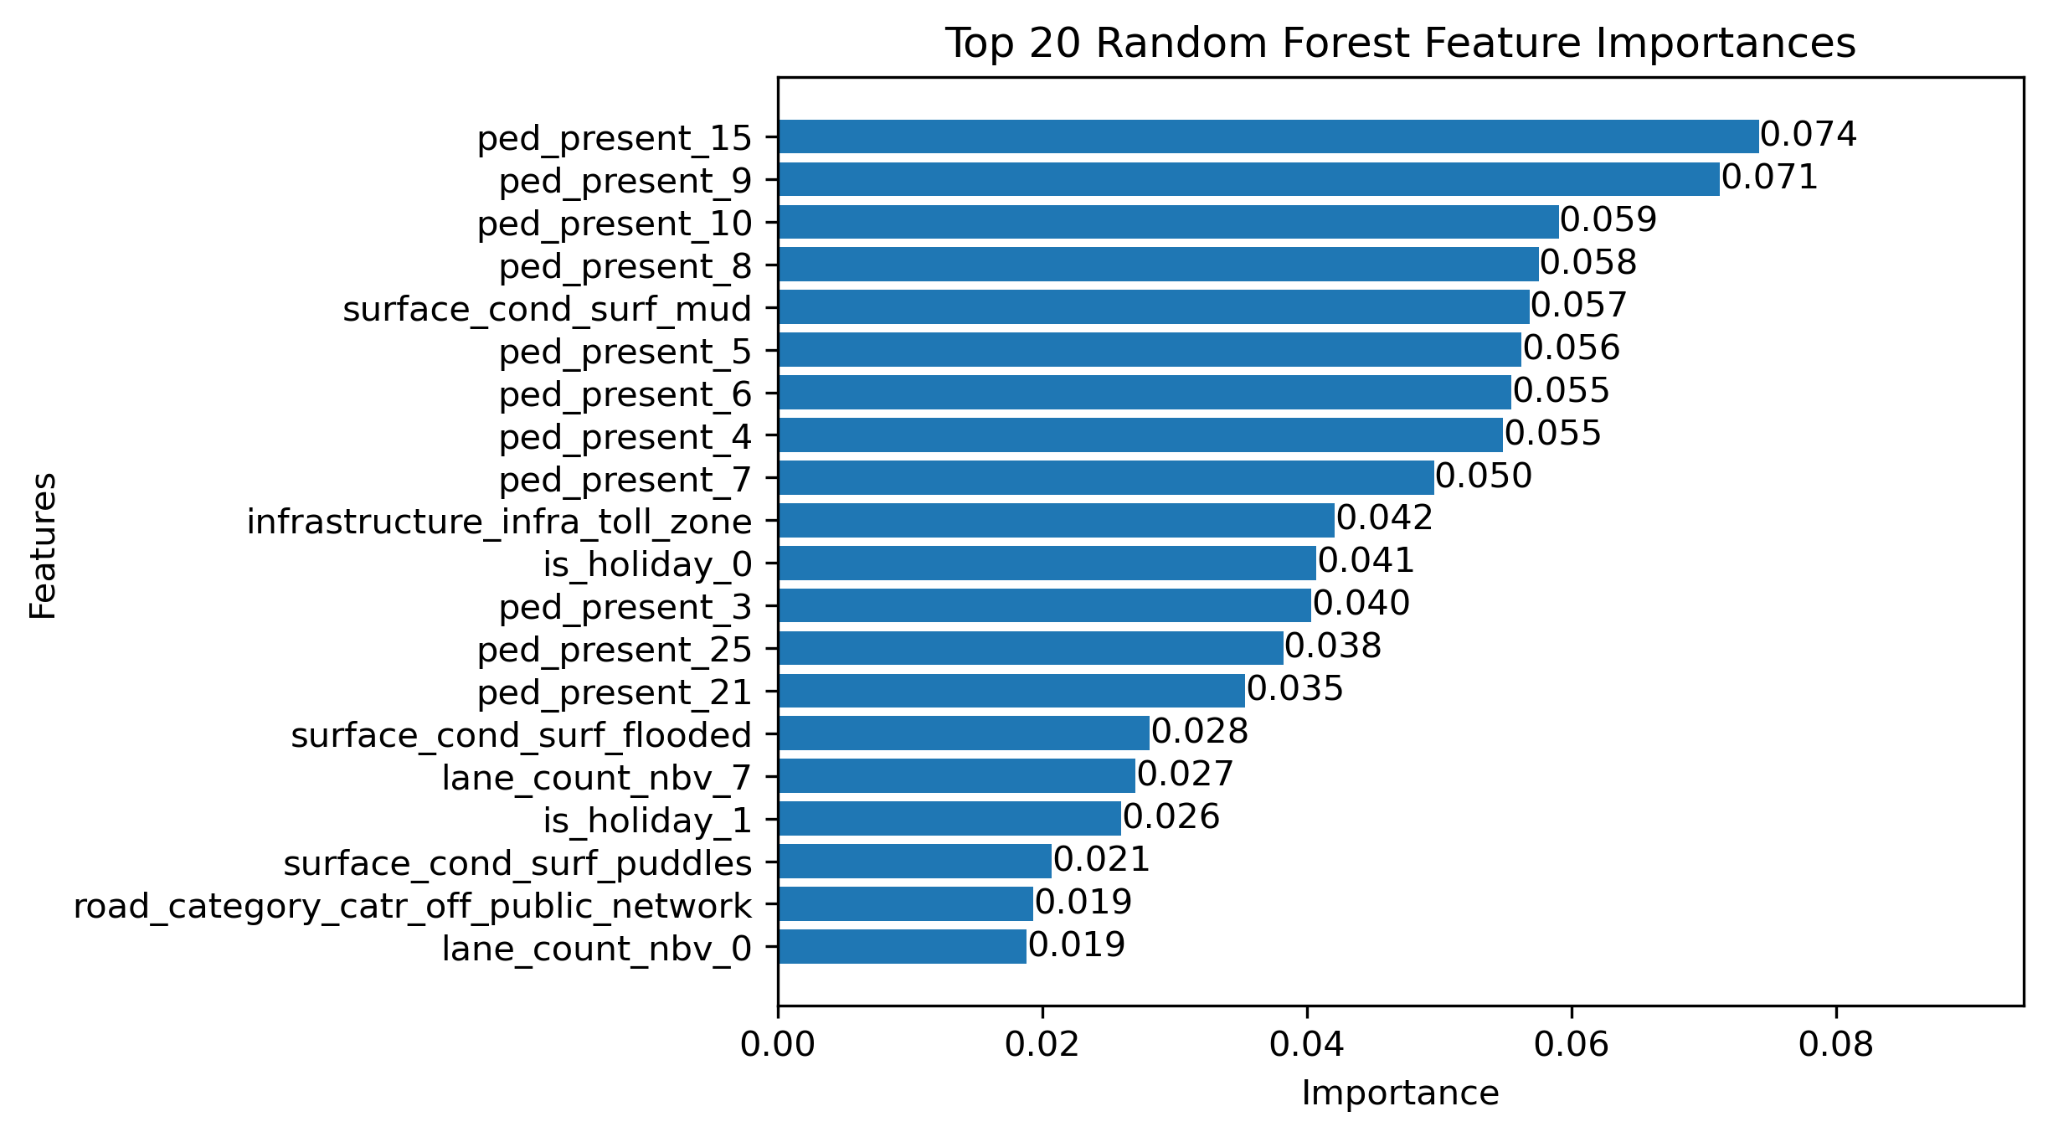 Top 20 Random Forest Feature Importances
ped_present_15 0.074
ped_present_9 0.071
ped_present_10 0.059
ped_present_8 0.058
surface_cond_surf_mud 0.057
ped_present_5 0.056
ped_present_6 0.055
ped_present_4 0.055
ped_present_7 0.050
infrastructure_infra_toll_zone 0.042
is_holiday_0 0.041
ped_present_3 0.040
ped_present_25 0.038
ped_present_21 0.035
surface_cond_surf_flooded 0.028
lane_count_nbv_7 0.027
is_holiday_1 0.026
surface_cond_surf_puddles 0.021
road_category_catr_off_public_network 0.019
lane_count_nbv_0 0.019
Features
0.00 0.02 0.04 0.06 0.08
Importance